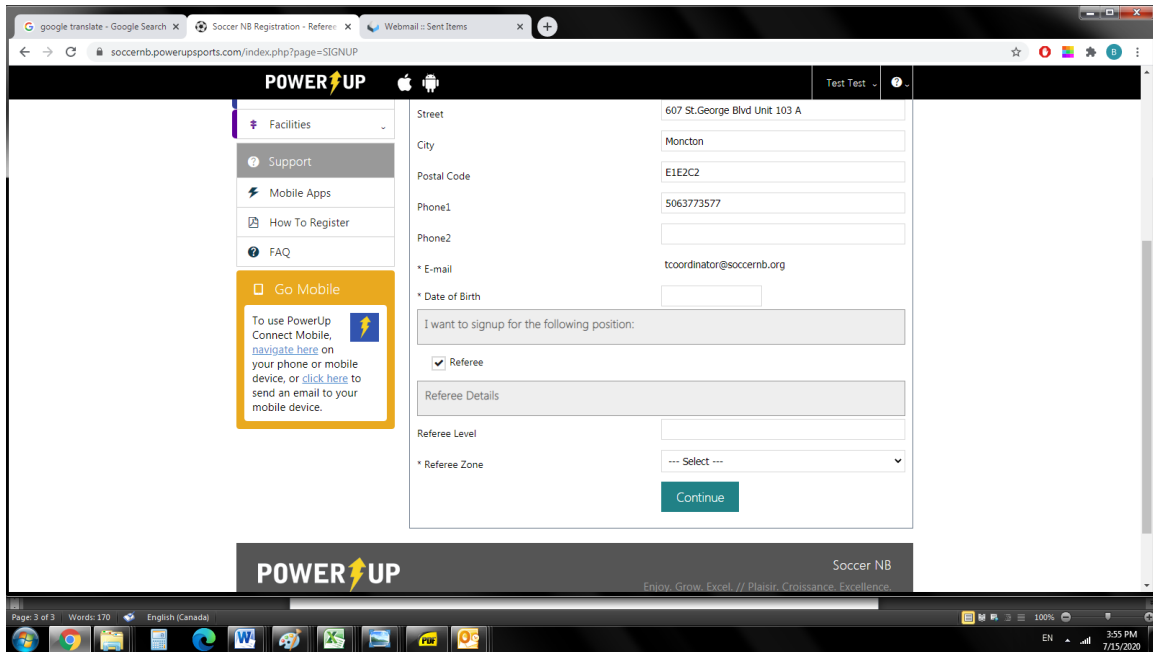 google translate - Google Search
Soccer NB Registration - Referee
Webmail :: Sent Items
soccernb.powerupsports.com/index.php?page=SIGNUP
B
POWER UP
Test Test
Facilities
Support
Mobile Apps
How To Register
FAQ
Go Mobile
To use PowerUp
Connect Mobile,
navigate here on
your phone or mobile
device, or click here to
send an email to your
mobile device.
Street
607 St.George Blvd Unit 103 A
City
Moncton
Postal Code
E1E2C2
Phone1
5063773577
Phone2
* E-mail
tcoordinator@soccernb.org
* Date of Birth
I want to signup for the following position:
Referee
Referee Details
Referee Level
* Referee Zone
--- Select ---
Continue
POWER UP
Soccer NB
Enjoy. Grow. Excel. // Plaisir. Croissance. Excellence.
Page: 3 of 3
Words: 170
English (Canada)
100%
PDF
EN
3:55 PM
7/15/2020